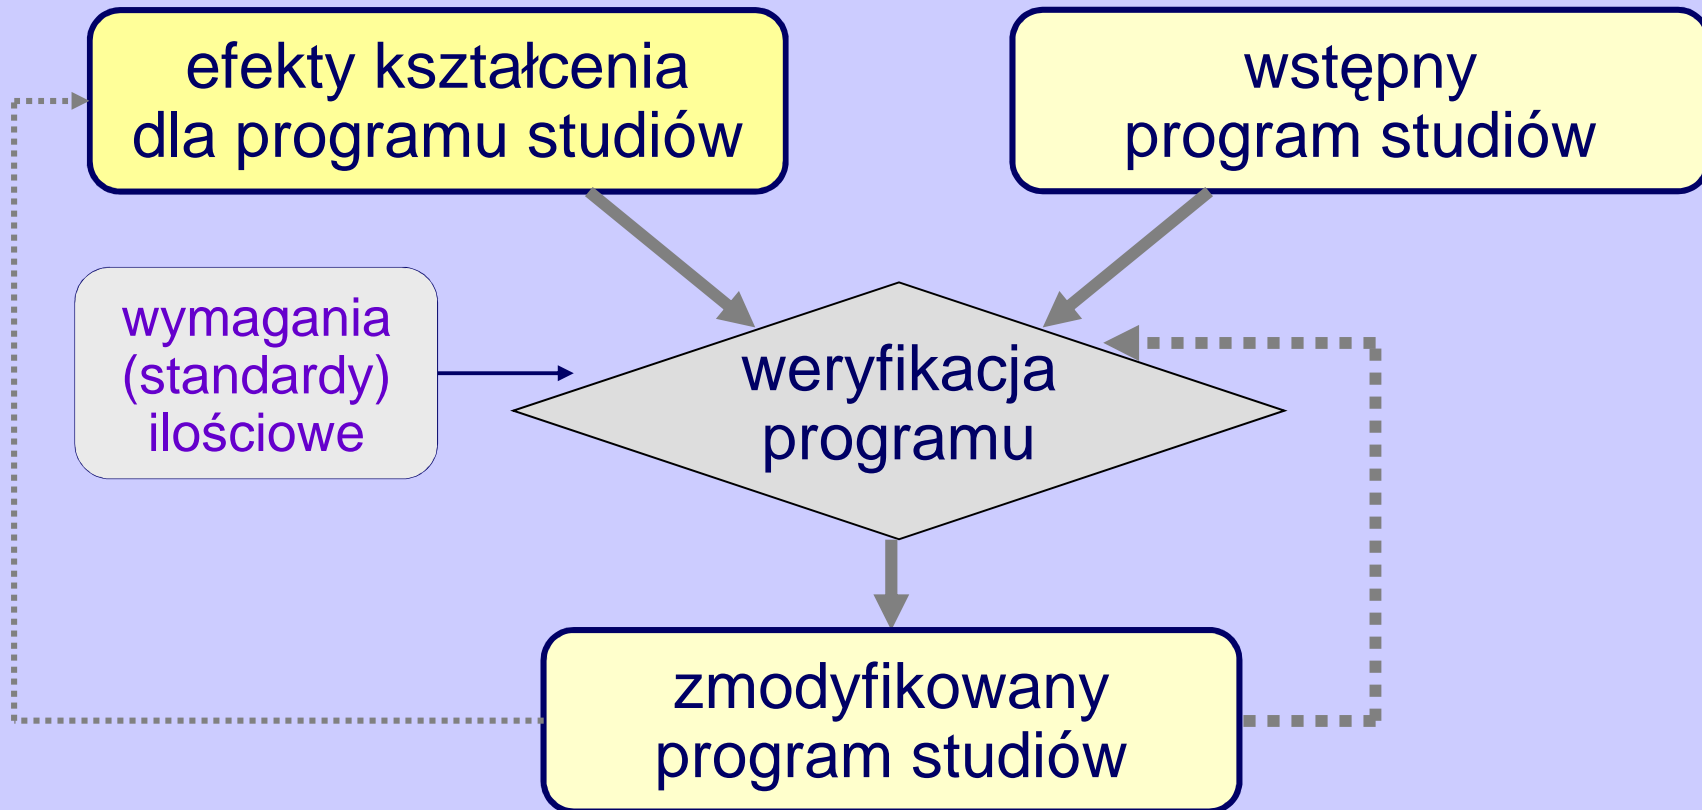 efekty kształcenia
dla programu studiów
wstępny
program studiów
wymagania
(standardy)
ilościowe
weryfikacja
programu
zmodyfikowany
program studiów